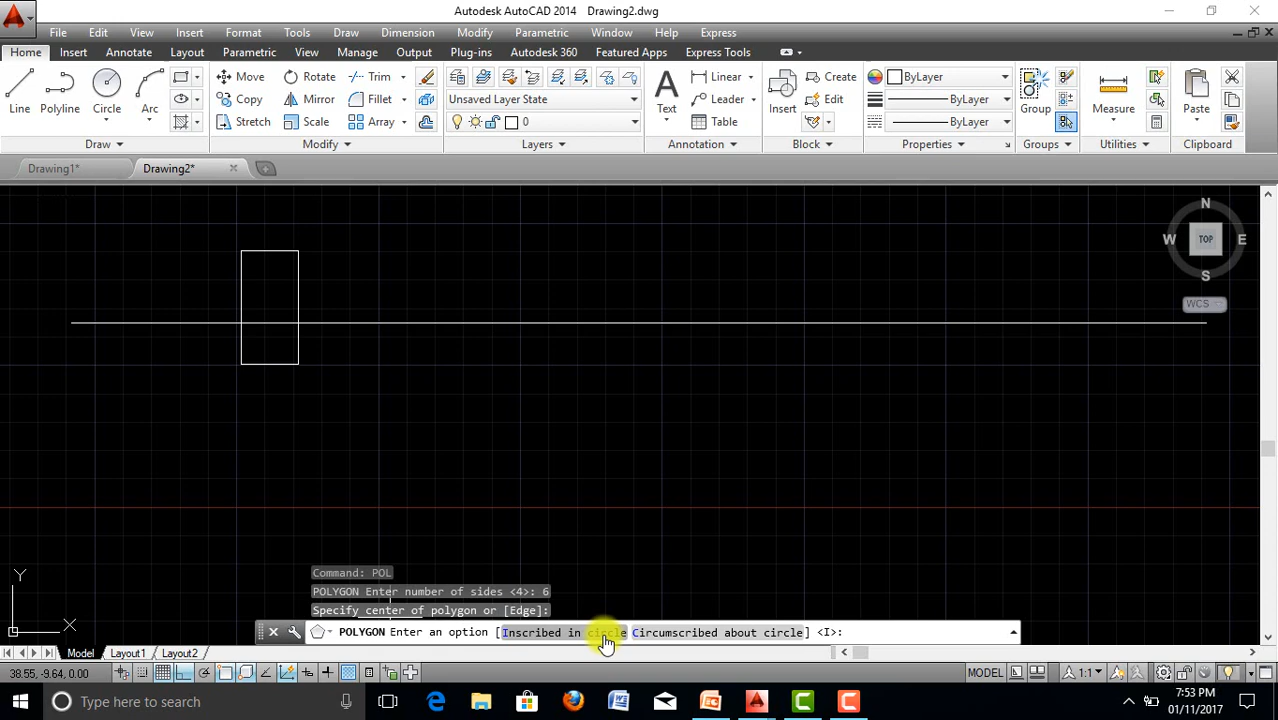 Autodesk AutoCAD 2014 Drawing2.dwg
File Edit View Insert Format Tools Draw Dimension Modify Parametric Window Help Express
Home Insert Annotate Layout Parametric View Manage Output Plug-ins Autodesk 360 Featured Apps Express Tools
Line Polyline Circle Arc
Move Rotate Trim
Copy Mirror Fillet
Stretch Scale Array
Unsaved Layer State
0
Text
Linear
Leader
Table
Insert
Create
Edit
ByLayer
ByLayer
ByLayer
Group
Measure
Paste
Draw Modify Layers Annotation Block Properties Groups Utilities Clipboard
Drawing1* Drawing2*
N
W TOP E
S
WCS
Y
X
Command: POL
POLYGON Enter number of sides <4>: 6
Specify center of polygon or [Edge]:
POLYGON Enter an option [Inscribed in circle Circumscribed about circle] <I>:
Model Layout1 Layout2
38.55, -9.64, 0.00 MODEL 1:1
Type here to search
7:53 PM
01/11/2017